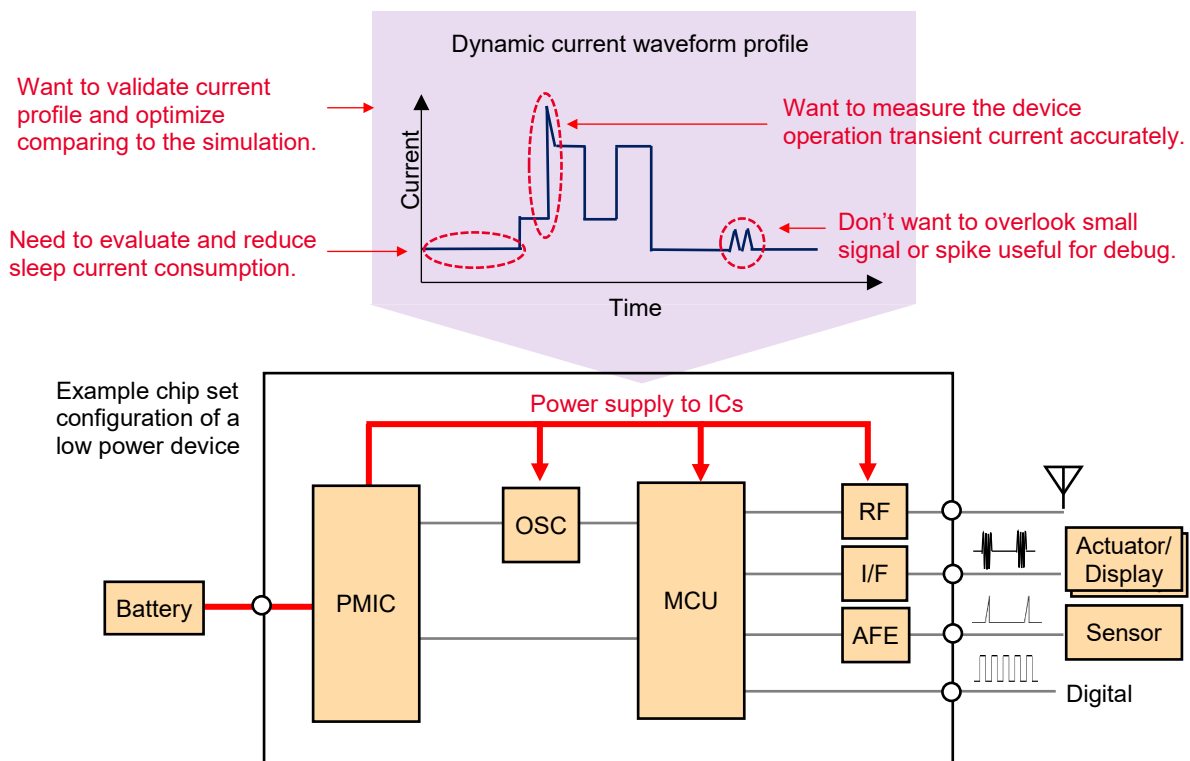 Dynamic current waveform profile
Want to validate current
profile and optimize
comparing to the simulation.
Want to measure the device
operation transient current accurately.
Current
Need to evaluate and reduce
sleep current consumption.
Don’t want to overlook small
signal or spike useful for debug.
Time
Example chip set
configuration of a
low power device
Power supply to ICs
OSC
RF
Actuator/
Display
I/F
Battery
PMIC
MCU
AFE
Sensor
Digital